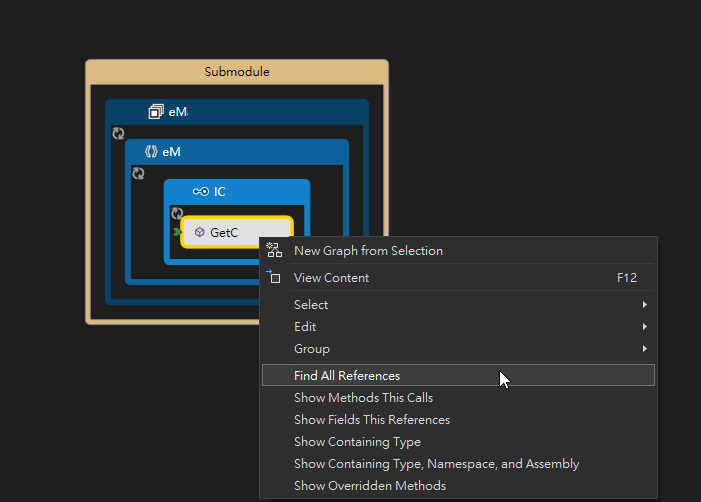 Submodule
eM
eM
IC
GetC
New Graph from Selection
View Content F12
Select
Edit
Group
Find All References
Show Methods This Calls
Show Fields This References
Show Containing Type
Show Containing Type, Namespace, and Assembly
Show Overridden Methods